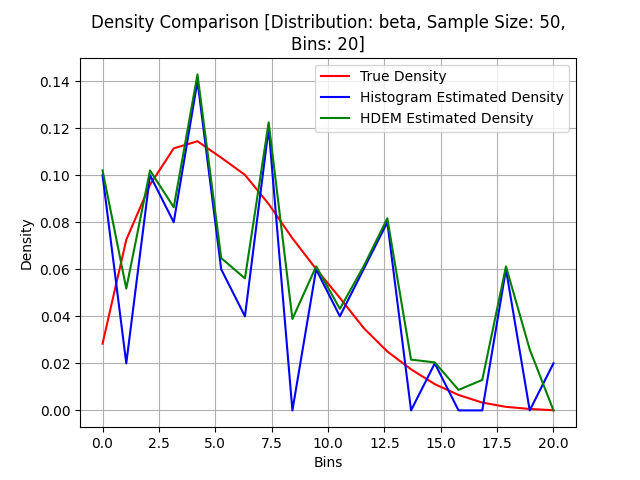 Density Comparison [Distribution: beta, Sample Size: 50,
Bins: 20]
True Density
Histogram Estimated Density
HDEM Estimated Density
Density
0.14
0.12
0.10
0.08
0.06
0.04
0.02
0.00
0.0 2.5 5.0 7.5 10.0 12.5 15.0 17.5 20.0
Bins